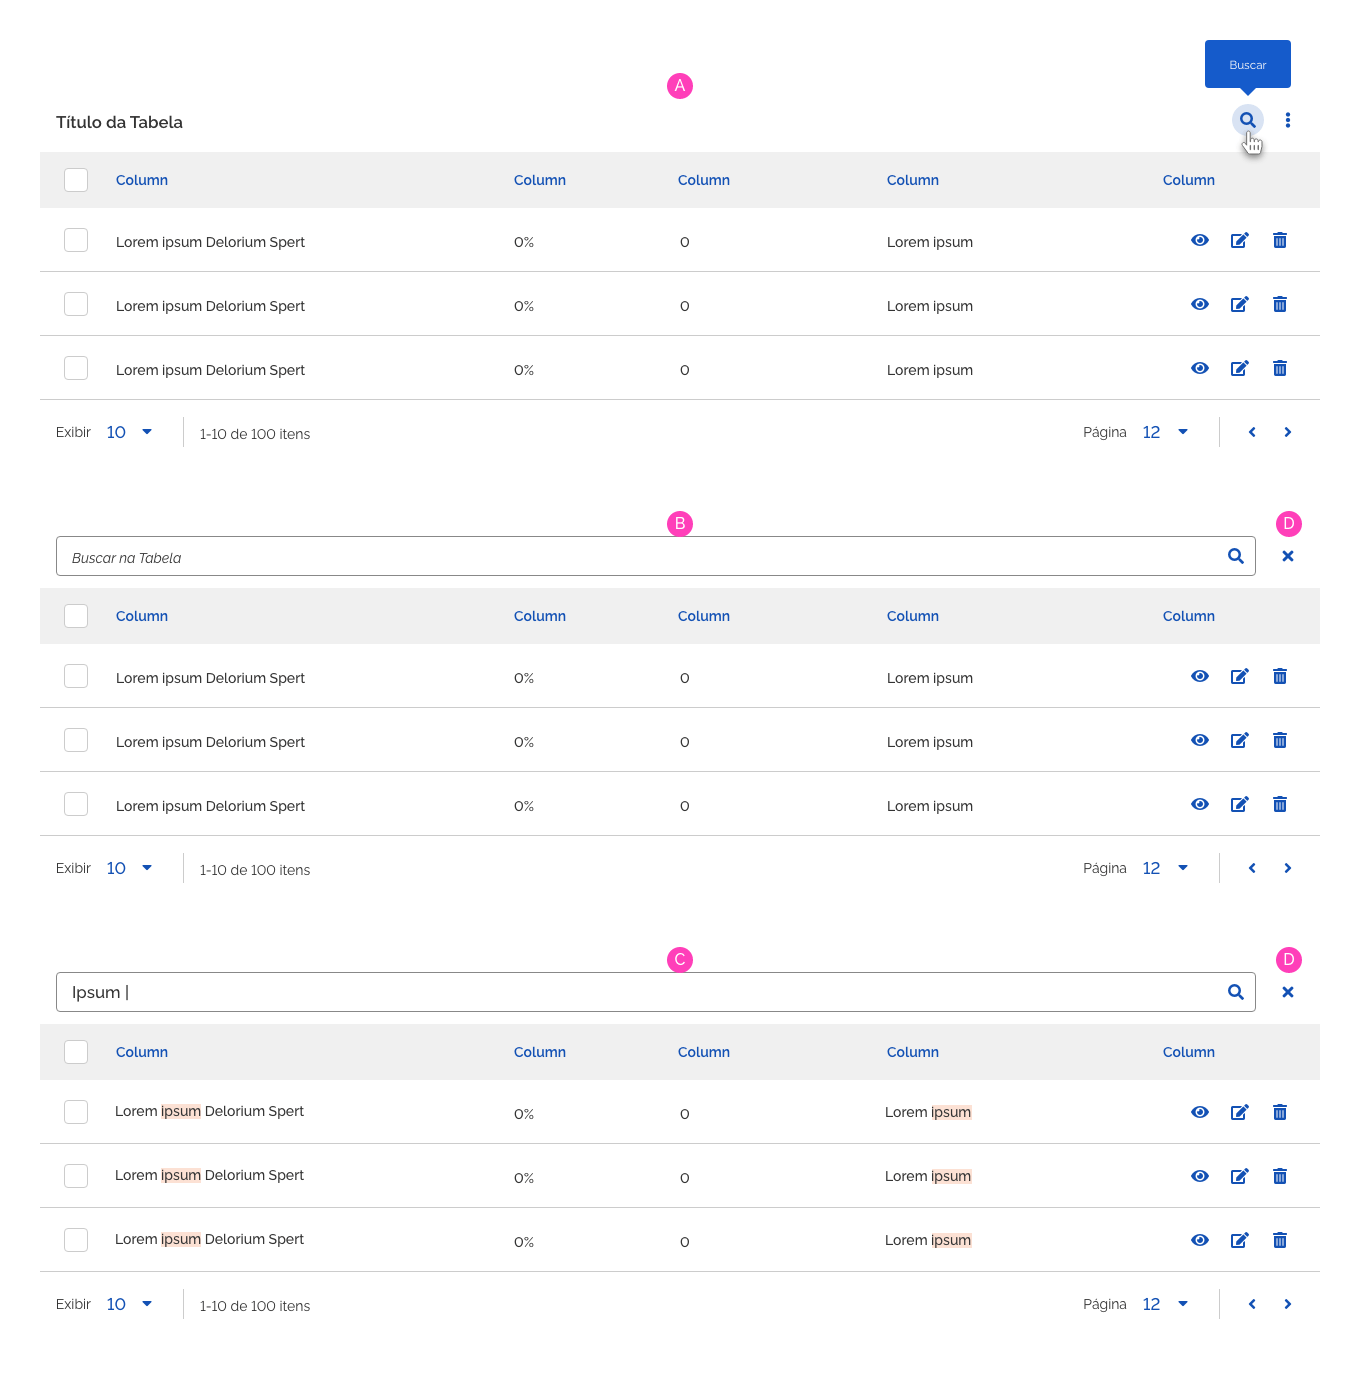 Buscar
A
Título da Tabela
Column Column Column Column Column
Lorem ipsum Delorium Spert 0% 0 Lorem ipsum
Lorem ipsum Delorium Spert 0% 0 Lorem ipsum
Lorem ipsum Delorium Spert 0% 0 Lorem ipsum
Exibir 10 1-10 de 100 itens Página 12
B D
Buscar na Tabela
Column Column Column Column Column
Lorem ipsum Delorium Spert 0% 0 Lorem ipsum
Lorem ipsum Delorium Spert 0% 0 Lorem ipsum
Lorem ipsum Delorium Spert 0% 0 Lorem ipsum
Exibir 10 1-10 de 100 itens Página 12
C D
Ipsum |
Column Column Column Column Column
Lorem ipsum Delorium Spert 0% 0 Lorem ipsum
Lorem ipsum Delorium Spert 0% 0 Lorem ipsum
Lorem ipsum Delorium Spert 0% 0 Lorem ipsum
Exibir 10 1-10 de 100 itens Página 12